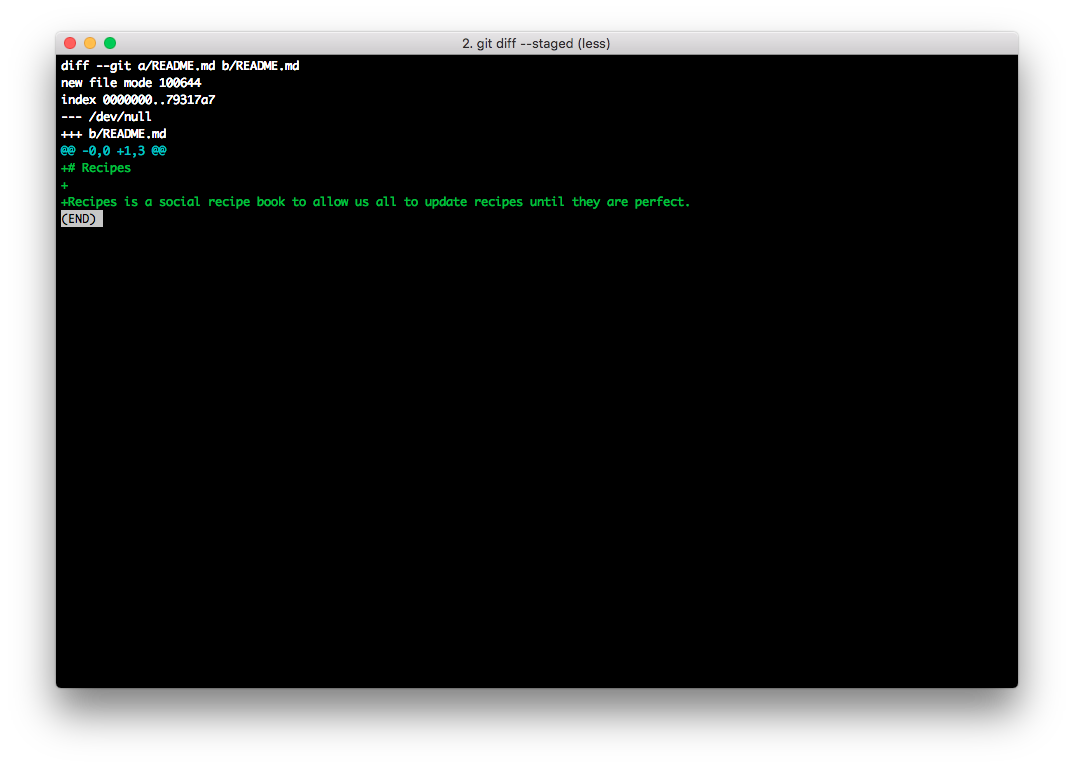 2. git diff --staged (less)
diff --git a/README.md b/README.md
new file mode 100644
index 0000000..79317a7
--- /dev/null
+++ b/README.md
@@ -0,0 +1,3 @@
+# Recipes
+
+Recipes is a social recipe book to allow us all to update recipes until they are perfect.
(END)